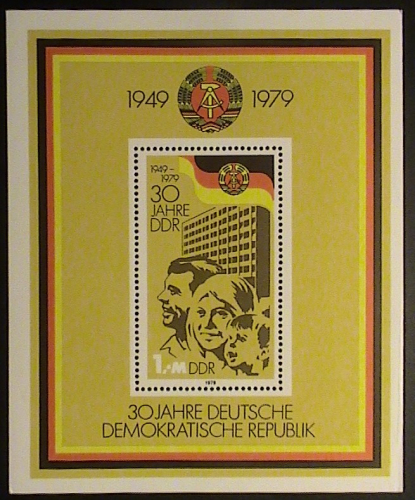 1949 1979
1949–
1979
30
JAHRE
DDR
1,-M DDR
1979
30 JAHRE DEUTSCHE
DEMOKRATISCHE REPUBLIK